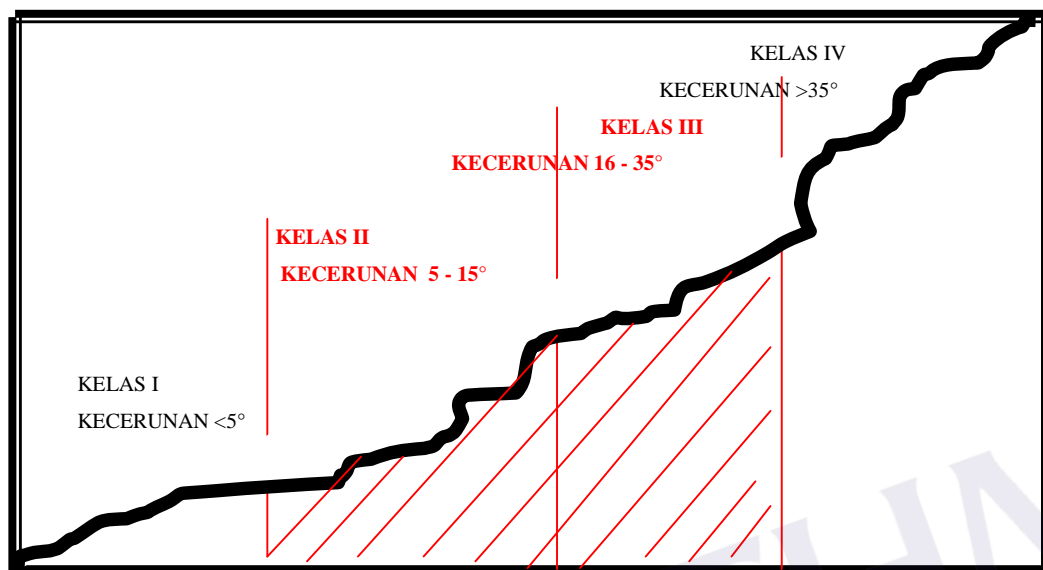 KELAS IV
KECERUNAN >35°
KELAS III
KECERUNAN 16 - 35°
KELAS II
KECERUNAN 5 - 15°
KELAS I
KECERUNAN <5°